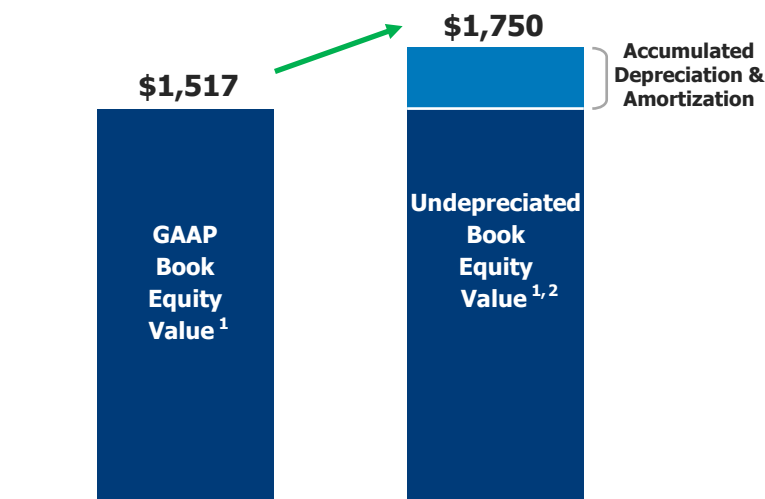 $1,517
GAAP
Book
Equity
Value 1
$1,750
Undepreciated
Book
Equity
Value 1, 2
Accumulated
Depreciation &
Amortization